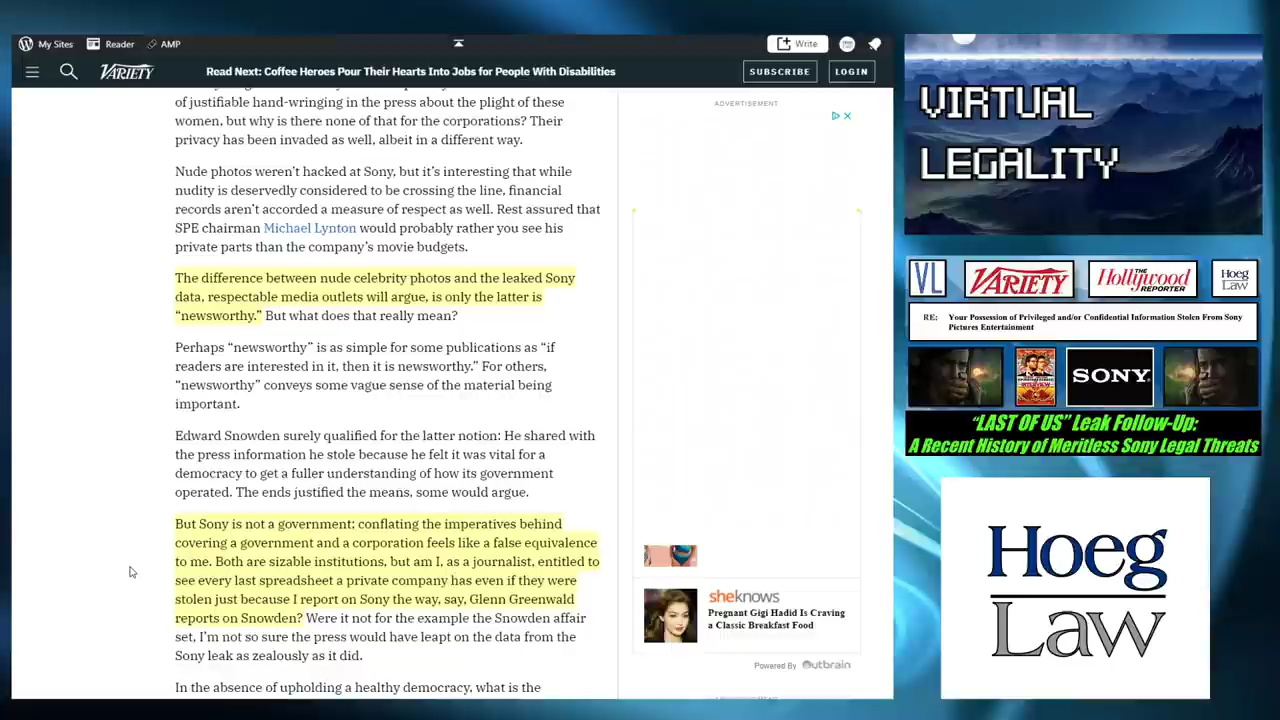 My Sites
Reader
AMP
Write
VARIETY
Read Next: Coffee Heroes Pour Their Hearts Into Jobs for People With Disabilities
SUBSCRIBE
LOGIN
of justifiable hand-wringing in the press about the plight of these
women, but why is there none of that for the corporations? Their
privacy has been invaded as well, albeit in a different way.
Nude photos weren't hacked at Sony, but it's interesting that while
nudity is deservedly considered to be crossing the line, financial
records aren't accorded a measure of respect as well. Rest assured that
SPE chairman Michael Lynton would probably rather you see his
private parts than the company's movie budgets.
The difference between nude celebrity photos and the leaked Sony
data, respectable media outlets will argue, is only the latter is
“newsworthy.” But what does that really mean?
Perhaps “newsworthy” is as simple for some publications as “if
readers are interested in it, then it is newsworthy.” For others,
“newsworthy” conveys some vague sense of the material being
important.
Edward Snowden surely qualified for the latter notion: He shared with
the press information he stole because he felt it was vital for a
democracy to get a fuller understanding of how its government
operated. The ends justified the means, some would argue.
But Sony is not a government; conflating the imperatives behind
covering a government and a corporation feels like a false equivalence
to me. Both are sizable institutions, but am I, as a journalist, entitled to
see every last spreadsheet a private company has even if they were
stolen just because I report on Sony the way, say, Glenn Greenwald
reports on Snowden? Were it not for the example the Snowden affair
set, I'm not so sure the press would have leapt on the data from the
Sony leak as zealously as it did.
In the absence of upholding a healthy democracy, what is the
ADVERTISEMENT
sheknows
Pregnant Gigi Hadid Is Craving
a Classic Breakfast Food
Powered By Outbrain
VIRTUAL
LEGALITY
VL
VARIETY
THE
Hollywood
REPORTER
Hoeg
Law
RE: Your Possession of Privileged and/or Confidential Information Stolen From Sony
Pictures Entertainment
SONY
“LAST OF US” Leak Follow-Up:
A Recent History of Meritless Sony Legal Threats
Hoeg
Law